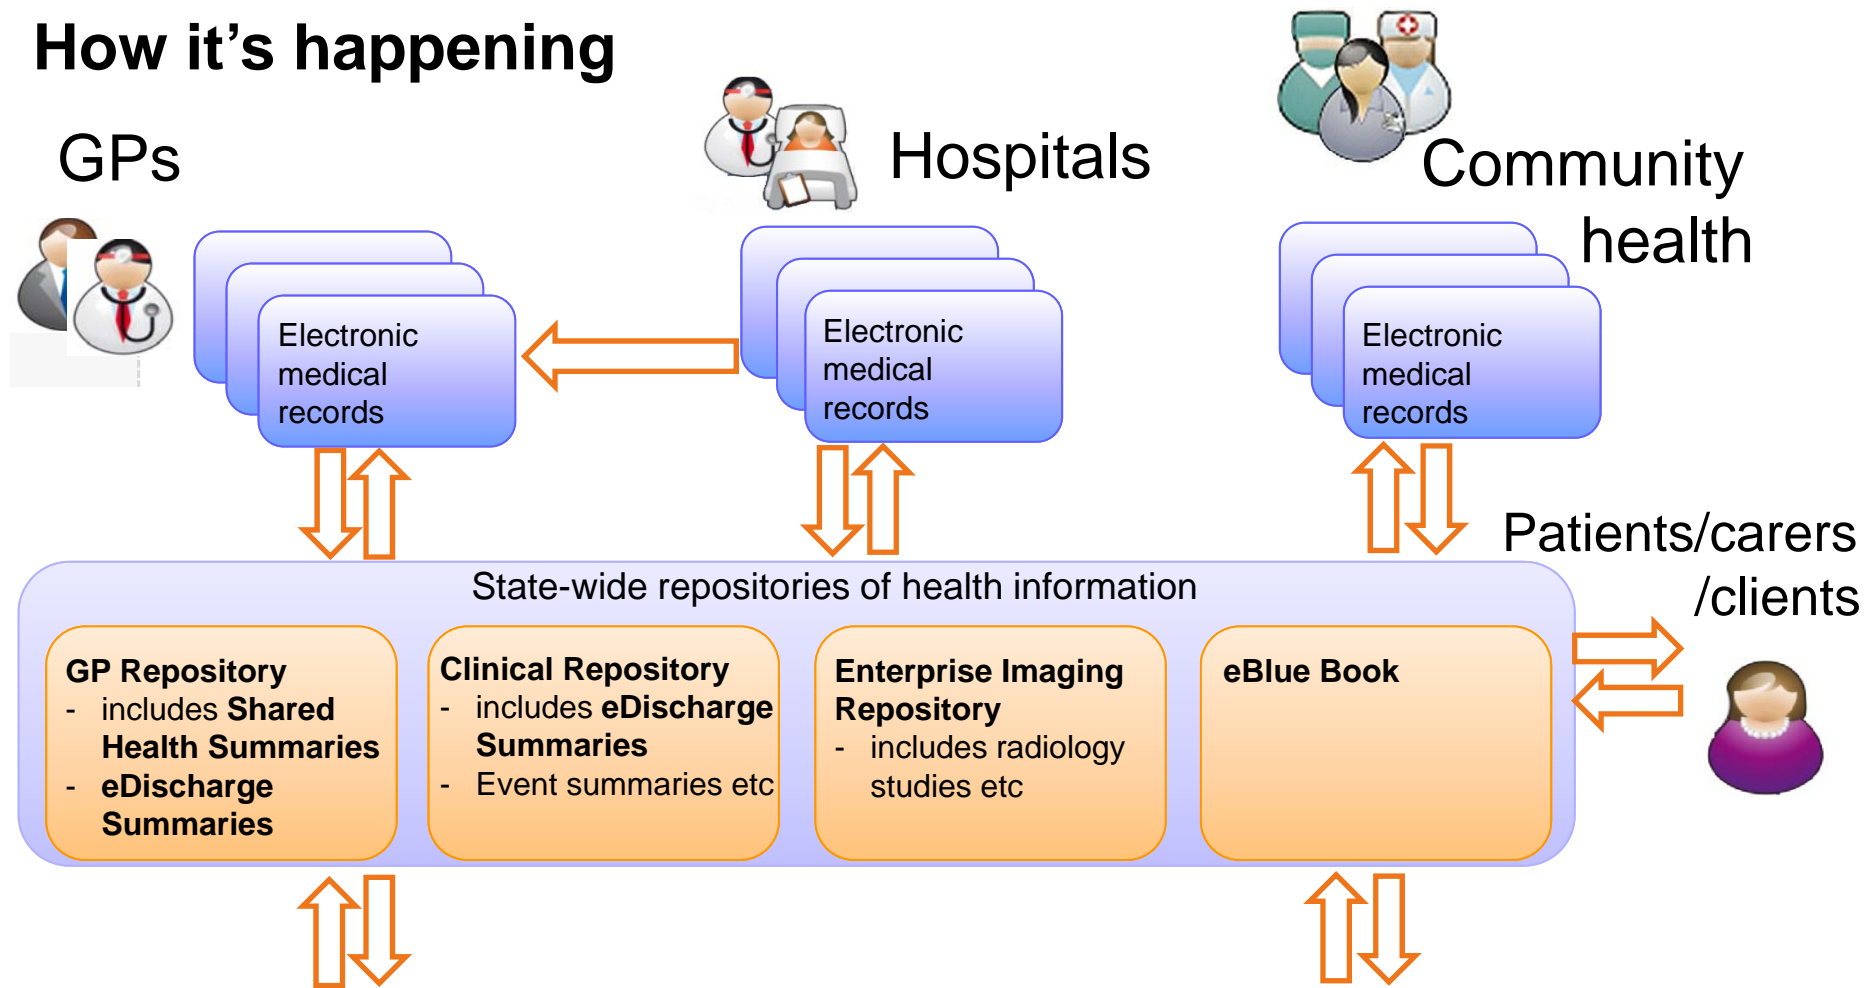 How it's happening
GPs
Hospitals
Community
health
Electronic
medical
records
Electronic
medical
records
Electronic
medical
records
Patients/carers
/clients
State-wide repositories of health information
GP Repository
- includes Shared
Health Summaries
- eDischarge
Summaries
Clinical Repository
- includes eDischarge
Summaries
- Event summaries etc
Enterprise Imaging
Repository
- includes radiology
studies etc
eBlue Book